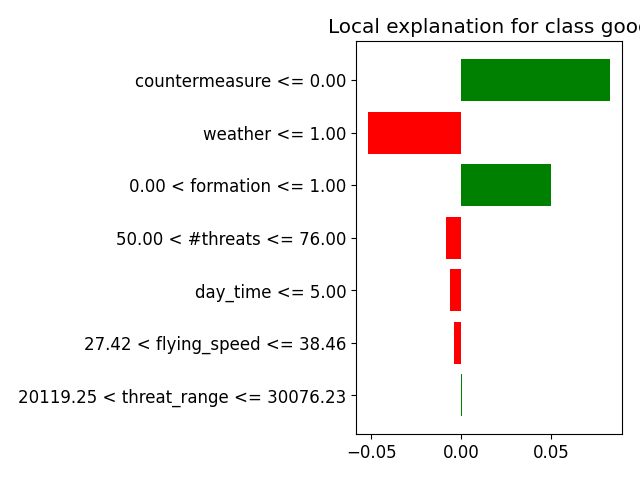 Local explanation for class good
countermeasure <= 0.00
weather <= 1.00
0.00 < formation <= 1.00
50.00 < #threats <= 76.00
day_time <= 5.00
27.42 < flying_speed <= 38.46
20119.25 < threat_range <= 30076.23
−0.05 0.00 0.05